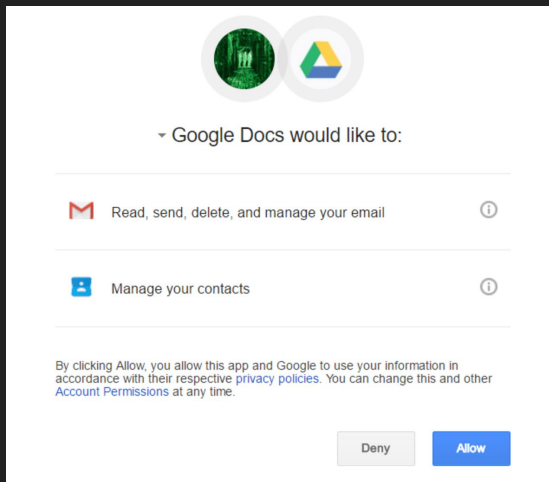 Google Docs would like to:
Read, send, delete, and manage your email
Manage your contacts
By clicking Allow, you allow this app and Google to use your information in
accordance with their respective privacy policies. You can change this and other
Account Permissions at any time.
Deny Allow